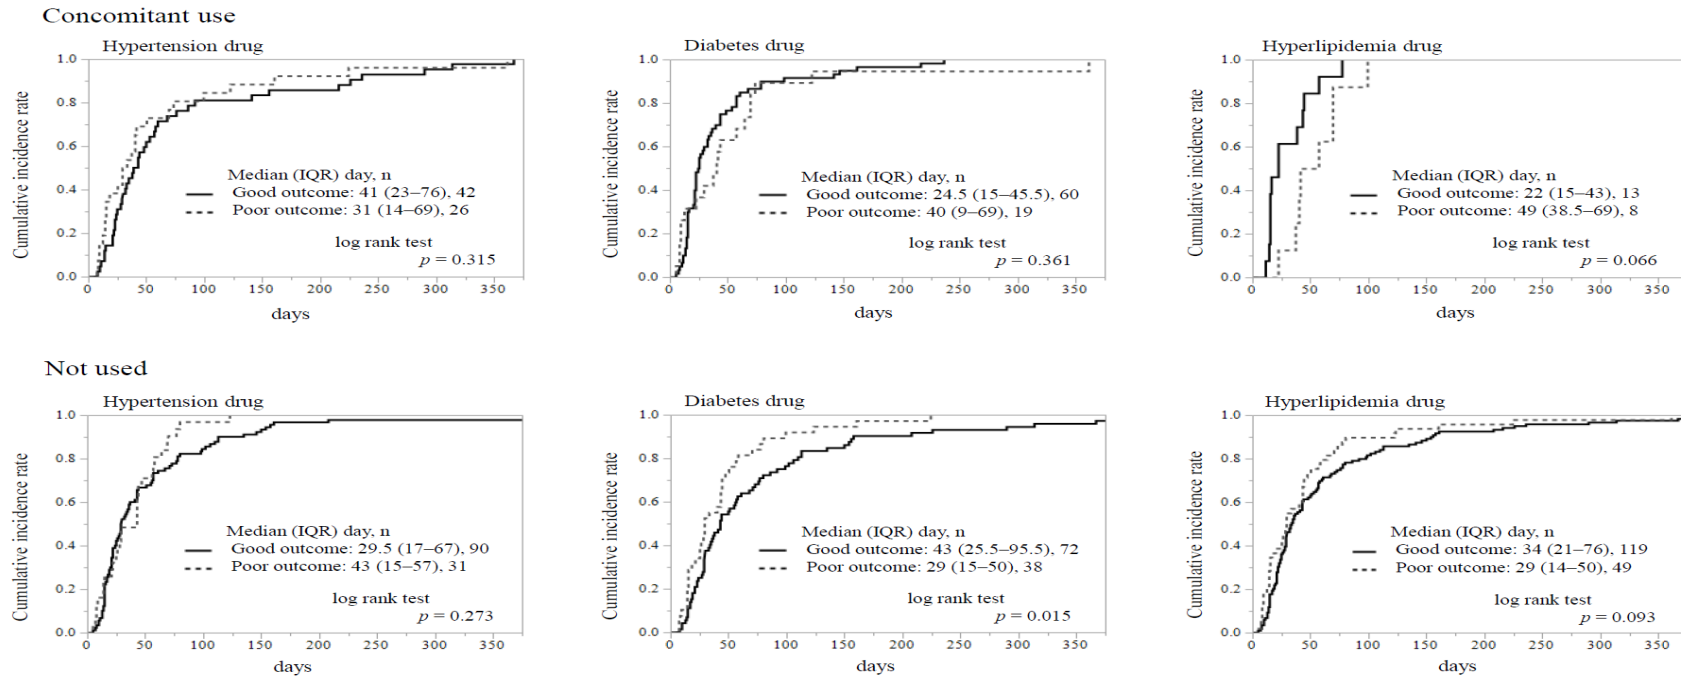 Concomitant use
Hypertension drug
Cumulative incidence rate
1.0
0.8
0.6
0.4
0.2
0.0
Median (IQR) day, n
Good outcome: 41 (23–76), 42
Poor outcome: 31 (14–69), 26
log rank test
p = 0.315
0 50 100 150 200 250 300 350
days
Diabetes drug
Cumulative incidence rate
1.0
0.8
0.6
0.4
0.2
0.0
Median (IQR) day, n
Good outcome: 24.5 (15–45.5), 60
Poor outcome: 40 (9–69), 19
log rank test
p = 0.361
0 50 100 150 200 250 300 350
days
Hyperlipidemia drug
Cumulative incidence rate
1.0
0.8
0.6
0.4
0.2
0.0
Median (IQR) day, n
Good outcome: 22 (15–43), 13
Poor outcome: 49 (38.5–69), 8
log rank test
p = 0.066
0 50 100 150 200 250 300 350
days
Not used
Hypertension drug
Cumulative incidence rate
1.0
0.8
0.6
0.4
0.2
0.0
Median (IQR) day, n
Good outcome: 29.5 (17–67), 90
Poor outcome: 43 (15–57), 31
log rank test
p = 0.273
0 50 100 150 200 250 300 350
days
Diabetes drug
Cumulative incidence rate
1.0
0.8
0.6
0.4
0.2
0.0
Median (IQR) day, n
Good outcome: 43 (25.5–95.5), 72
Poor outcome: 29 (15–50), 38
log rank test
p = 0.015
0 50 100 150 200 250 300 350
days
Hyperlipidemia drug
Cumulative incidence rate
1.0
0.8
0.6
0.4
0.2
0.0
Median (IQR) day, n
Good outcome: 34 (21–76), 119
Poor outcome: 29 (14–50), 49
log rank test
p = 0.093
0 50 100 150 200 250 300 350
days